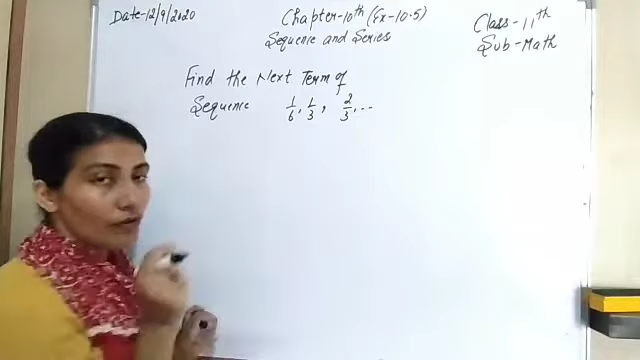 Date-12/9/2020
Chapter-10th (Ex-10.5)
Class-11th
Sequence and Series
Sub-Math
Find the Next Term of
Sequence 1/6, 1/3, 2/3, ...